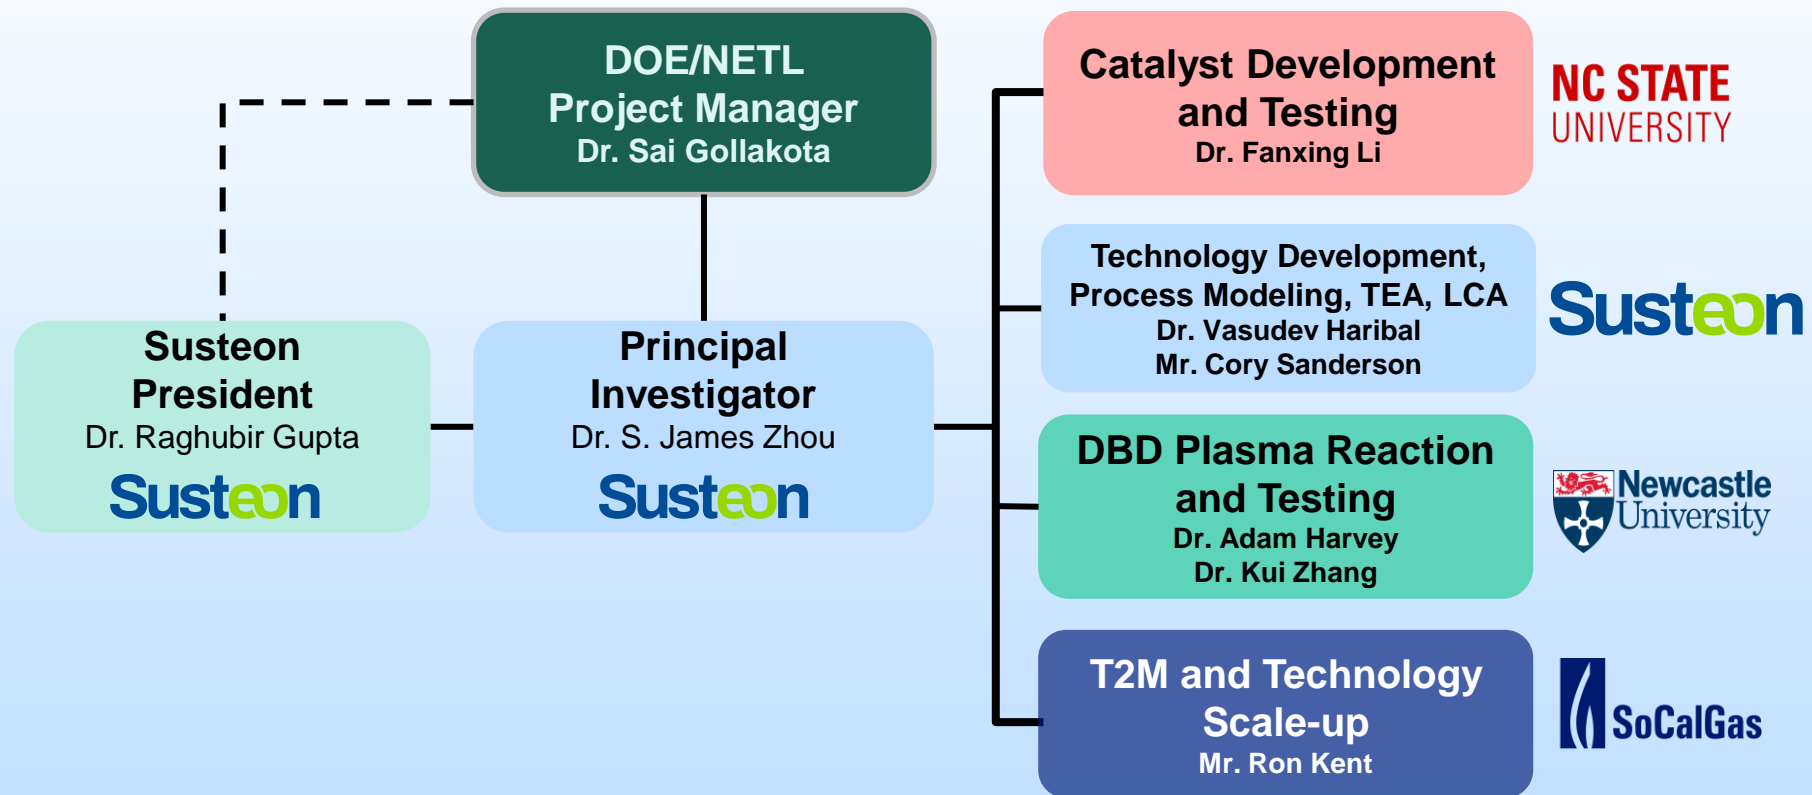 DOE/NETL
Project Manager
Dr. Sai Gollakota
Susteon
President
Dr. Raghubir Gupta
Susteon
Principal
Investigator
Dr. S. James Zhou
Susteon
Catalyst Development
and Testing
Dr. Fanxing Li
NC STATE
UNIVERSITY
Technology Development,
Process Modeling, TEA, LCA
Dr. Vasudev Haribal
Mr. Cory Sanderson
Susteon
DBD Plasma Reaction
and Testing
Dr. Adam Harvey
Dr. Kui Zhang
Newcastle
University
T2M and Technology
Scale-up
Mr. Ron Kent
SoCalGas